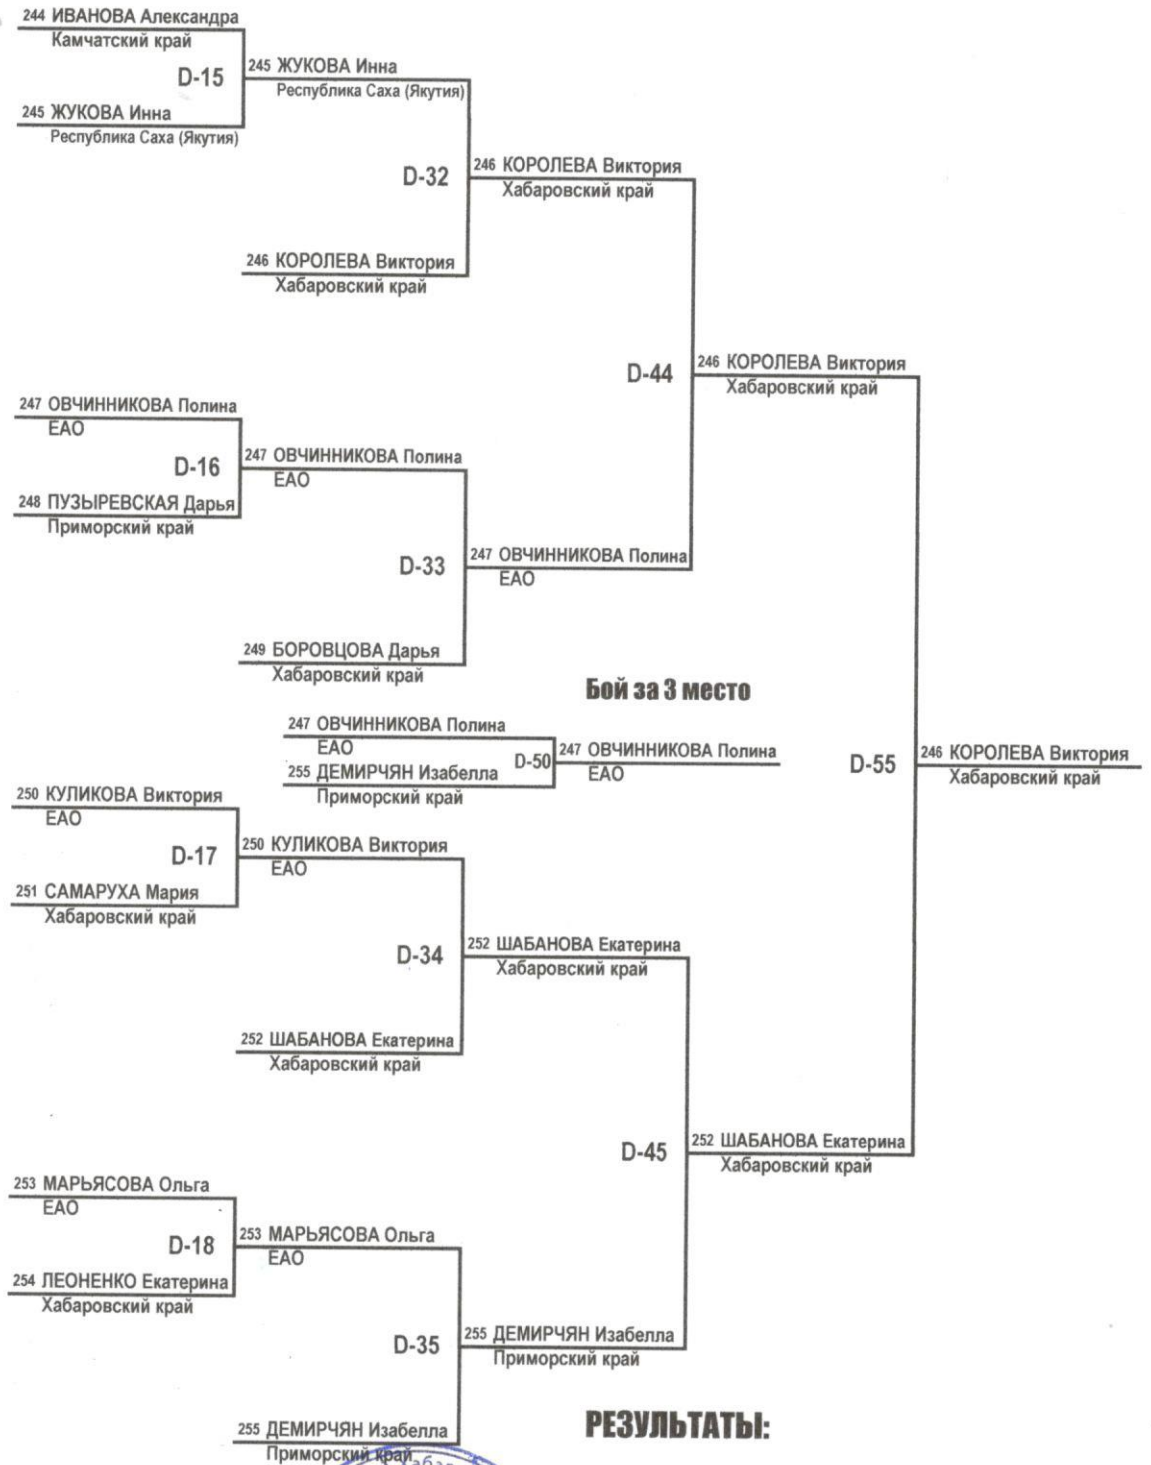 244 ИВАНОВА Александра
Камчатский край
D-15
245 ЖУКОВА Инна
Республика Саха (Якутия)
245 ЖУКОВА Инна
Республика Саха (Якутия)
D-32
246 КОРОЛЕВА Виктория
Хабаровский край
246 КОРОЛЕВА Виктория
Хабаровский край
D-44
246 КОРОЛЕВА Виктория
Хабаровский край
247 ОВЧИННИКОВА Полина
ЕАО
D-16
247 ОВЧИННИКОВА Полина
ЕАО
248 ПУЗЫРЕВСКАЯ Дарья
Приморский край
D-33
247 ОВЧИННИКОВА Полина
ЕАО
249 БОРОВЦОВА Дарья
Хабаровский край
Бой за 3 место
247 ОВЧИННИКОВА Полина
ЕАО
D-50
247 ОВЧИННИКОВА Полина
ЕАО
255 ДЕМИРЧЯН Изабелла
Приморский край
D-55
246 КОРОЛЕВА Виктория
Хабаровский край
250 КУЛИКОВА Виктория
ЕАО
D-17
250 КУЛИКОВА Виктория
ЕАО
251 САМАРУХА Мария
Хабаровский край
D-34
252 ШАБАНОВА Екатерина
Хабаровский край
252 ШАБАНОВА Екатерина
Хабаровский край
D-45
252 ШАБАНОВА Екатерина
Хабаровский край
253 МАРЬЯСОВА Ольга
ЕАО
D-18
253 МАРЬЯСОВА Ольга
ЕАО
254 ЛЕОНЕНКО Екатерина
Хабаровский край
D-35
255 ДЕМИРЧЯН Изабелла
Приморский край
255 ДЕМИРЧЯН Изабелла
Приморский край
РЕЗУЛЬТАТЫ: